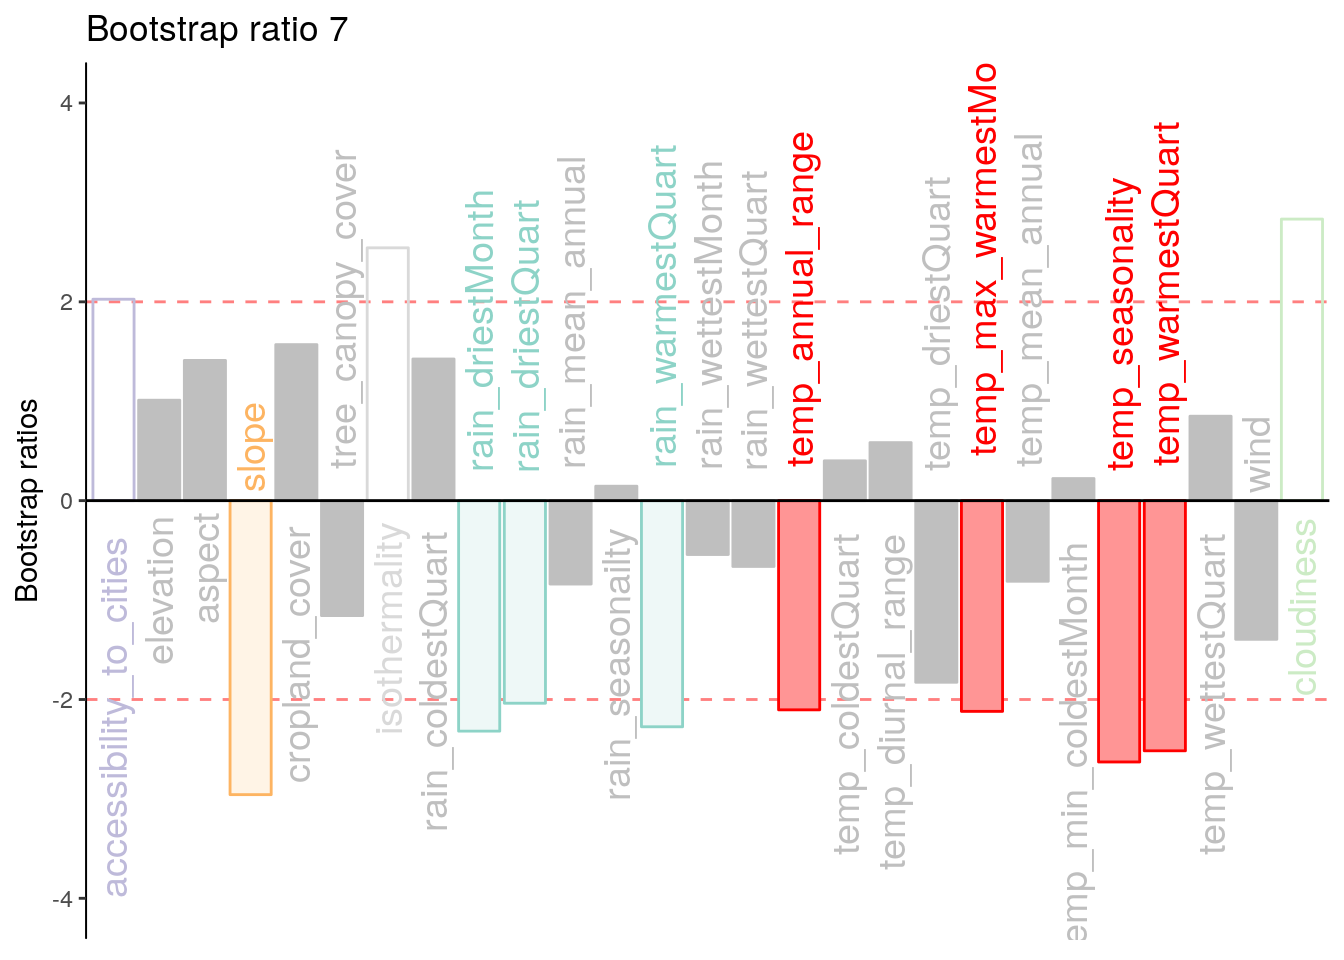 Bootstrap ratio 7
Bootstrap ratios
4
2
0
-2
-4
accessibility_to_cities
elevation
aspect
slope
cropland_cover
tree_canopy_cover
isothermality
rain_coldestQuart
rain_driestMonth
rain_driestQuart
rain_mean_annual
rain_seasonailty
rain_warmestQuart
rain_wettestMonth
rain_wettestQuart
temp_annual_range
temp_coldestQuart
temp_diurnal_range
temp_driestQuart
temp_max_warmestMo
temp_mean_annual
emp_min_coldestMonth
temp_seasonality
temp_warmestQuart
temp_wettestQuart
wind
cloudiness